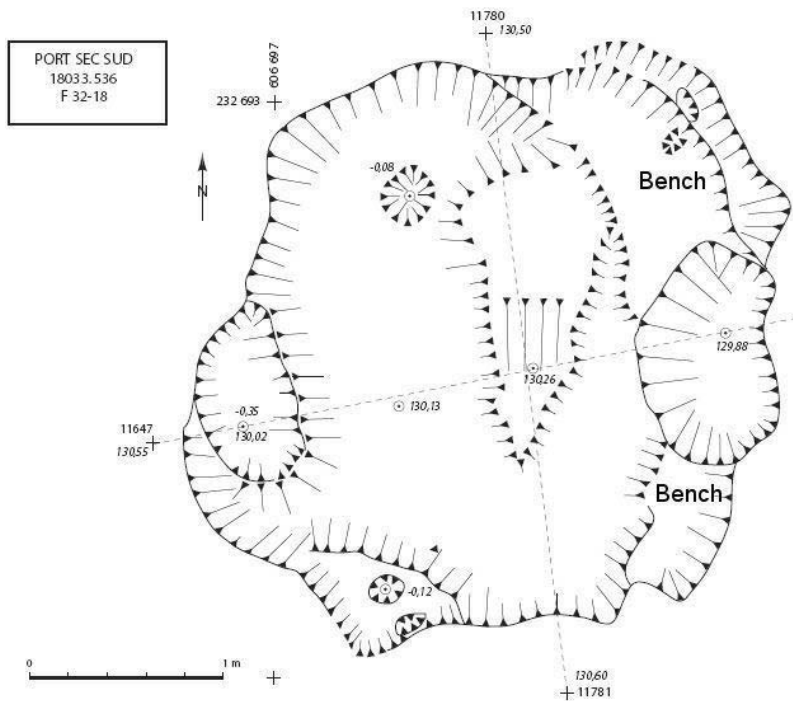 PORT SEC SUD
18033.536
F 32-18
606 697
232 693
11780
130,50
N
-0,08
Bench
129,88
130,26
130,13
-0,35
130,02
11647
130,55
Bench
-0,12
0 1 m
130,60
11781